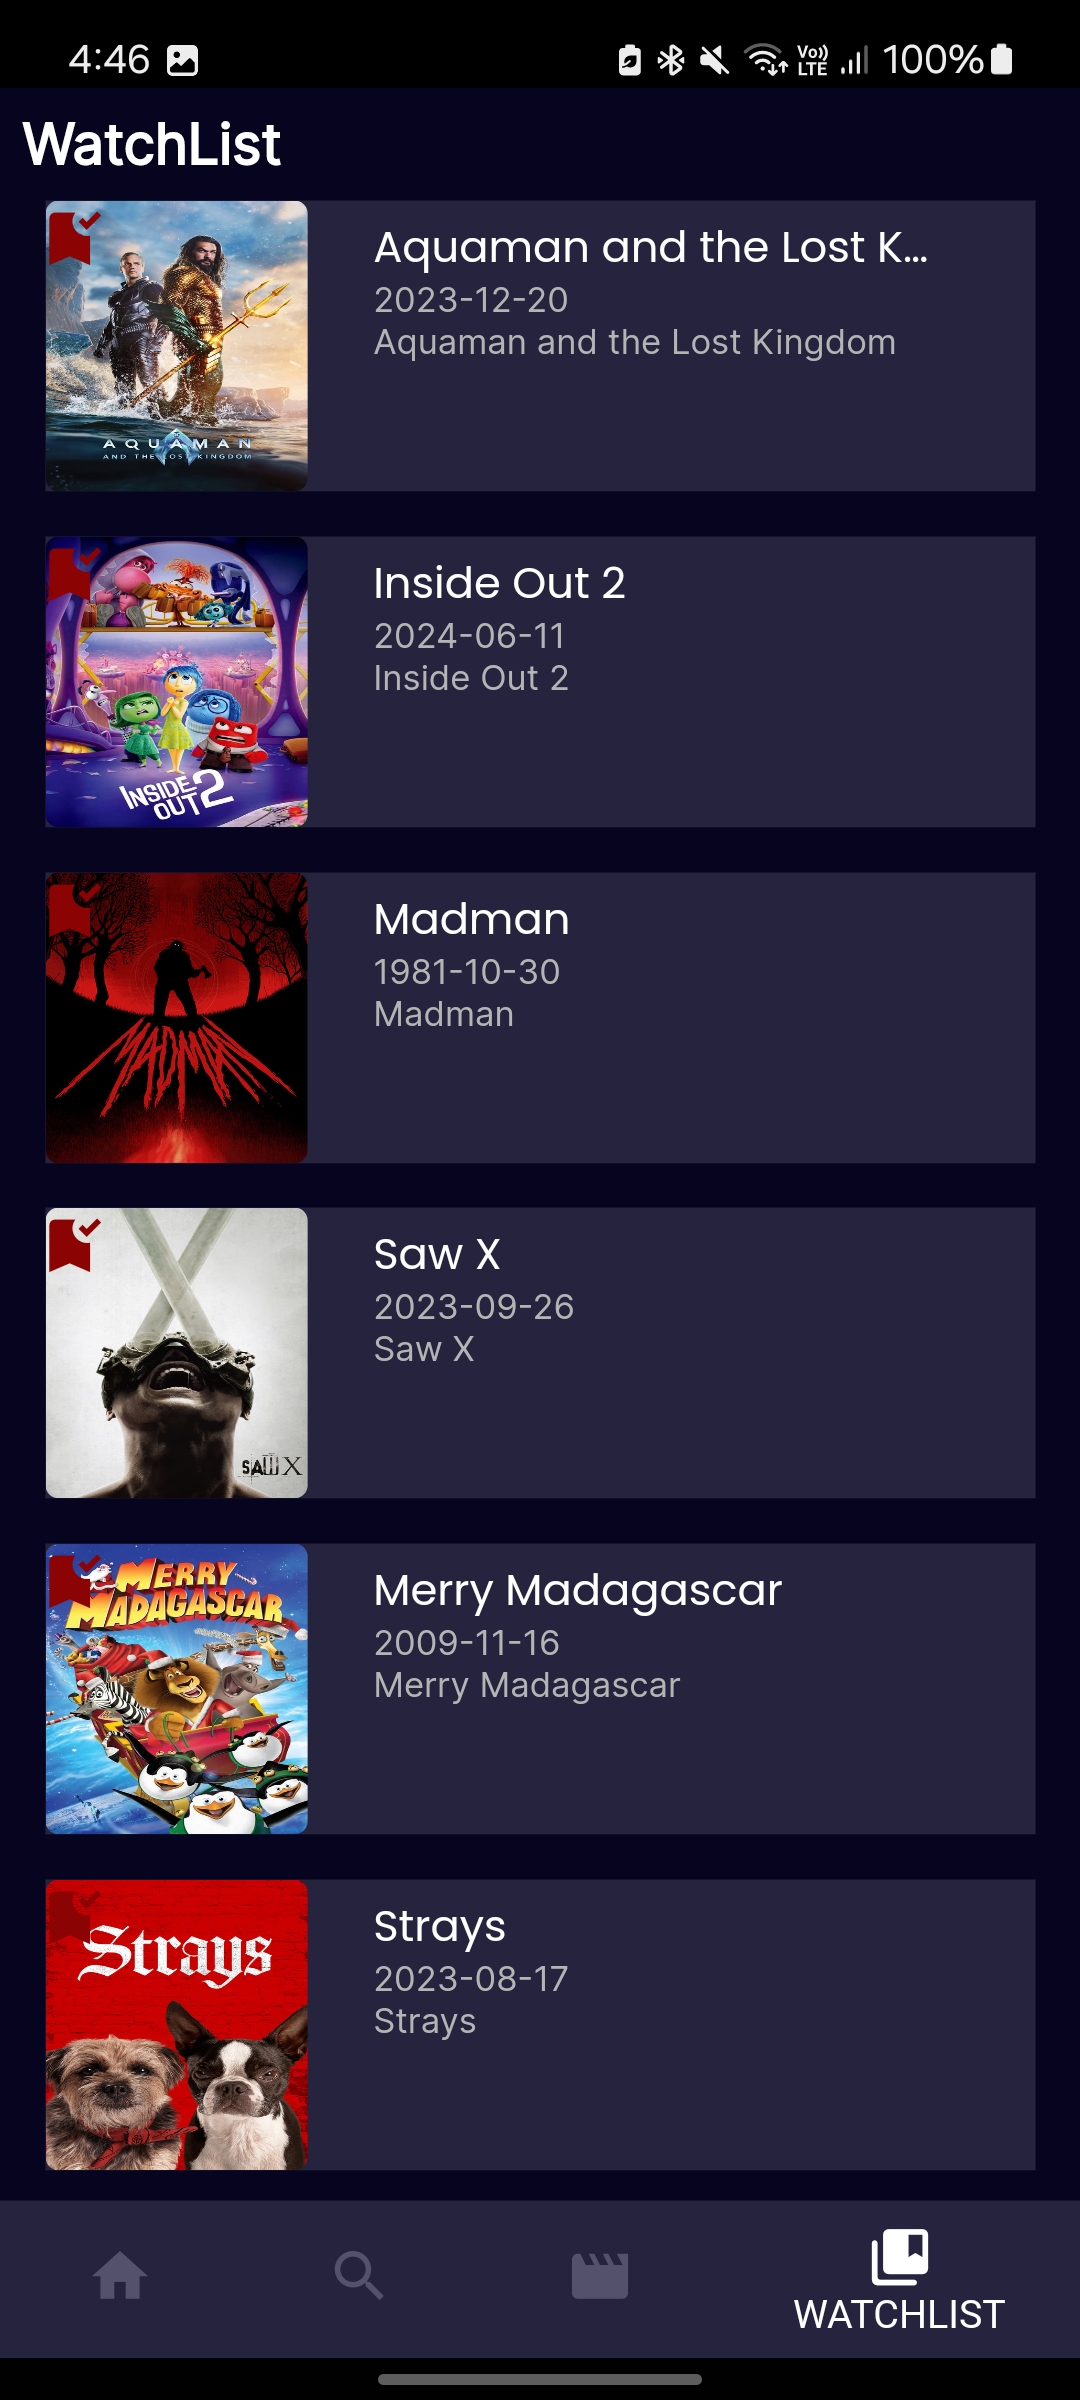 4:46
Vo)) LTE
100%
WatchList
AQUAMAN
AND THE LOST KINGDOM
Aquaman and the Lost K...
2023-12-20
Aquaman and the Lost Kingdom
INSIDE
OUT 2
Inside Out 2
2024-06-11
Inside Out 2
MADMAN
Madman
1981-10-30
Madman
SAW X
Saw X
2023-09-26
Saw X
MERRY
MADAGASCAR
Merry Madagascar
2009-11-16
Merry Madagascar
Strays
Strays
2023-08-17
Strays
WATCHLIST